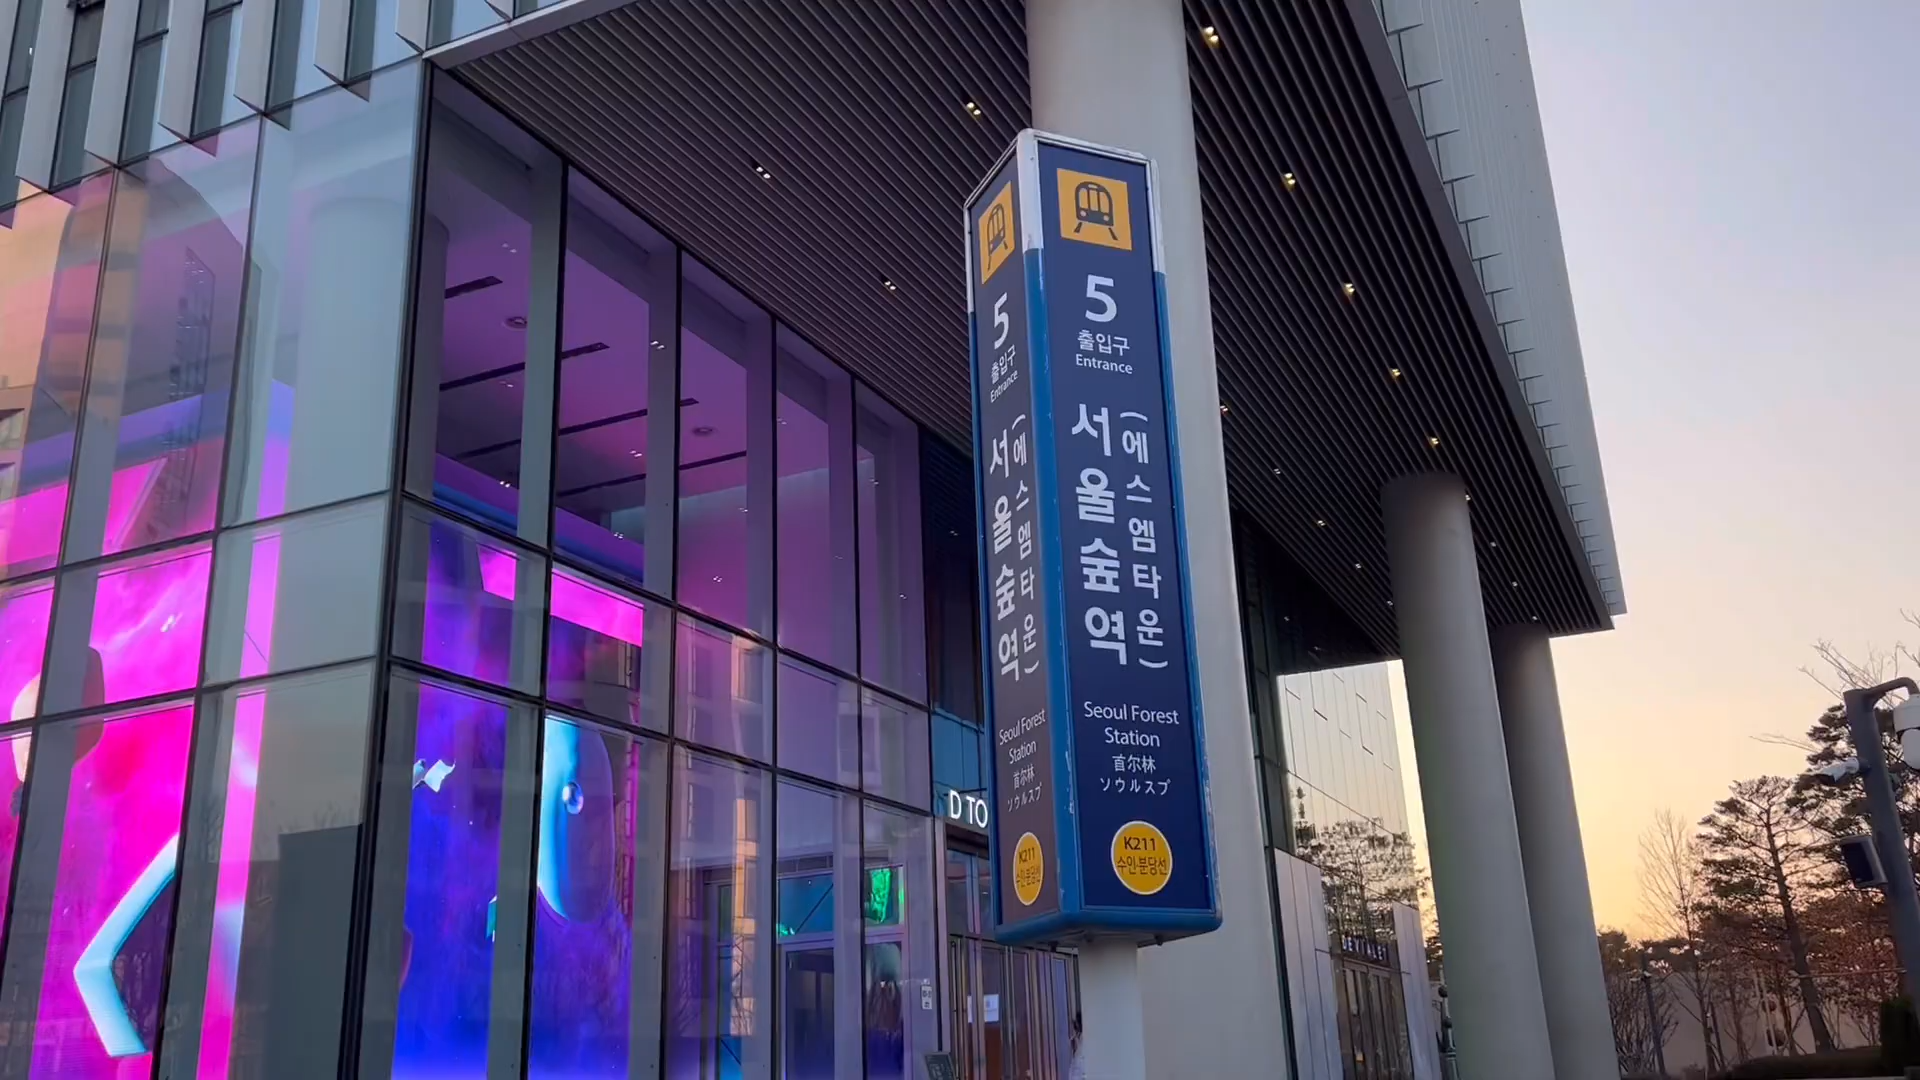 5
출입구
Entrance
서울숲역
(에스엠타운)
Seoul Forest
Station
首尔林
ソウルスプ
K211
수인·분당선
5
출입구
Entrance
서울숲역
(에스엠타운)
Seoul Forest
Station
首尔林
ソウルスプ
K211
수인·분당선
D TO